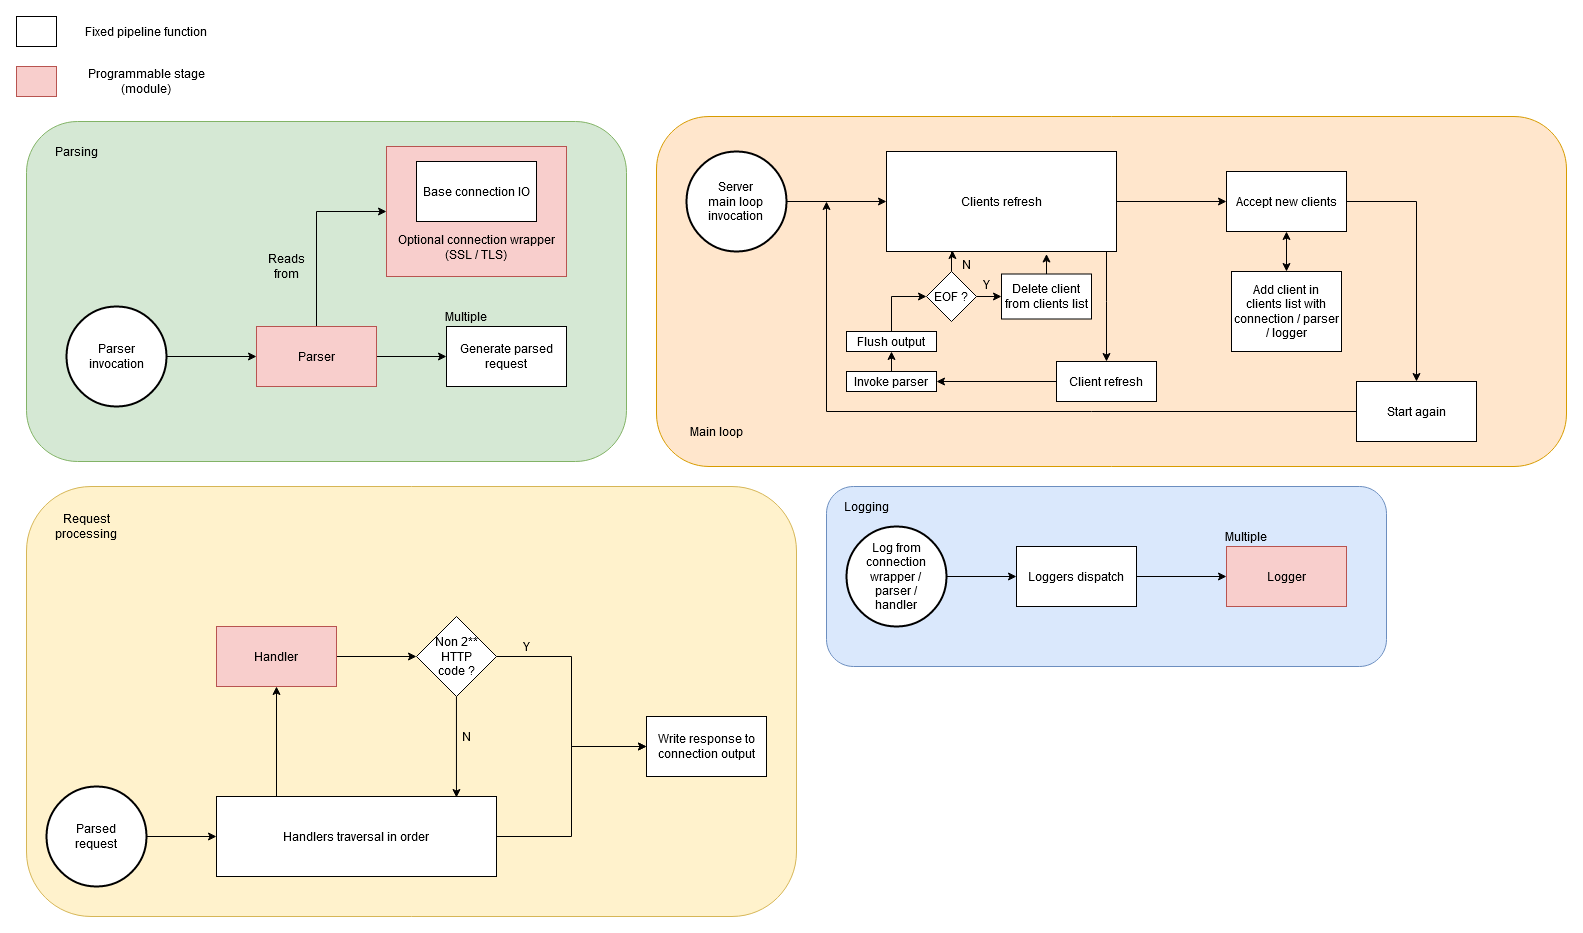 Fixed pipeline function
Programmable stage
(module)
Parsing
Base connection IO
Optional connection wrapper
(SSL / TLS)
Reads
from
Parser
invocation
Parser
Multiple
Generate parsed
request
Server
main loop
invocation
Clients refresh
Accept new clients
N
EOF ?
Y
Delete client
from clients list
Add client in
clients list with
connection / parser
/ logger
Flush output
Invoke parser
Client refresh
Start again
Main loop
Request
processing
Handler
Non 2**
HTTP
code ?
Y
N
Write response to
connection output
Parsed
request
Handlers traversal in order
Logging
Log from
connection
wrapper /
parser /
handler
Loggers dispatch
Multiple
Logger